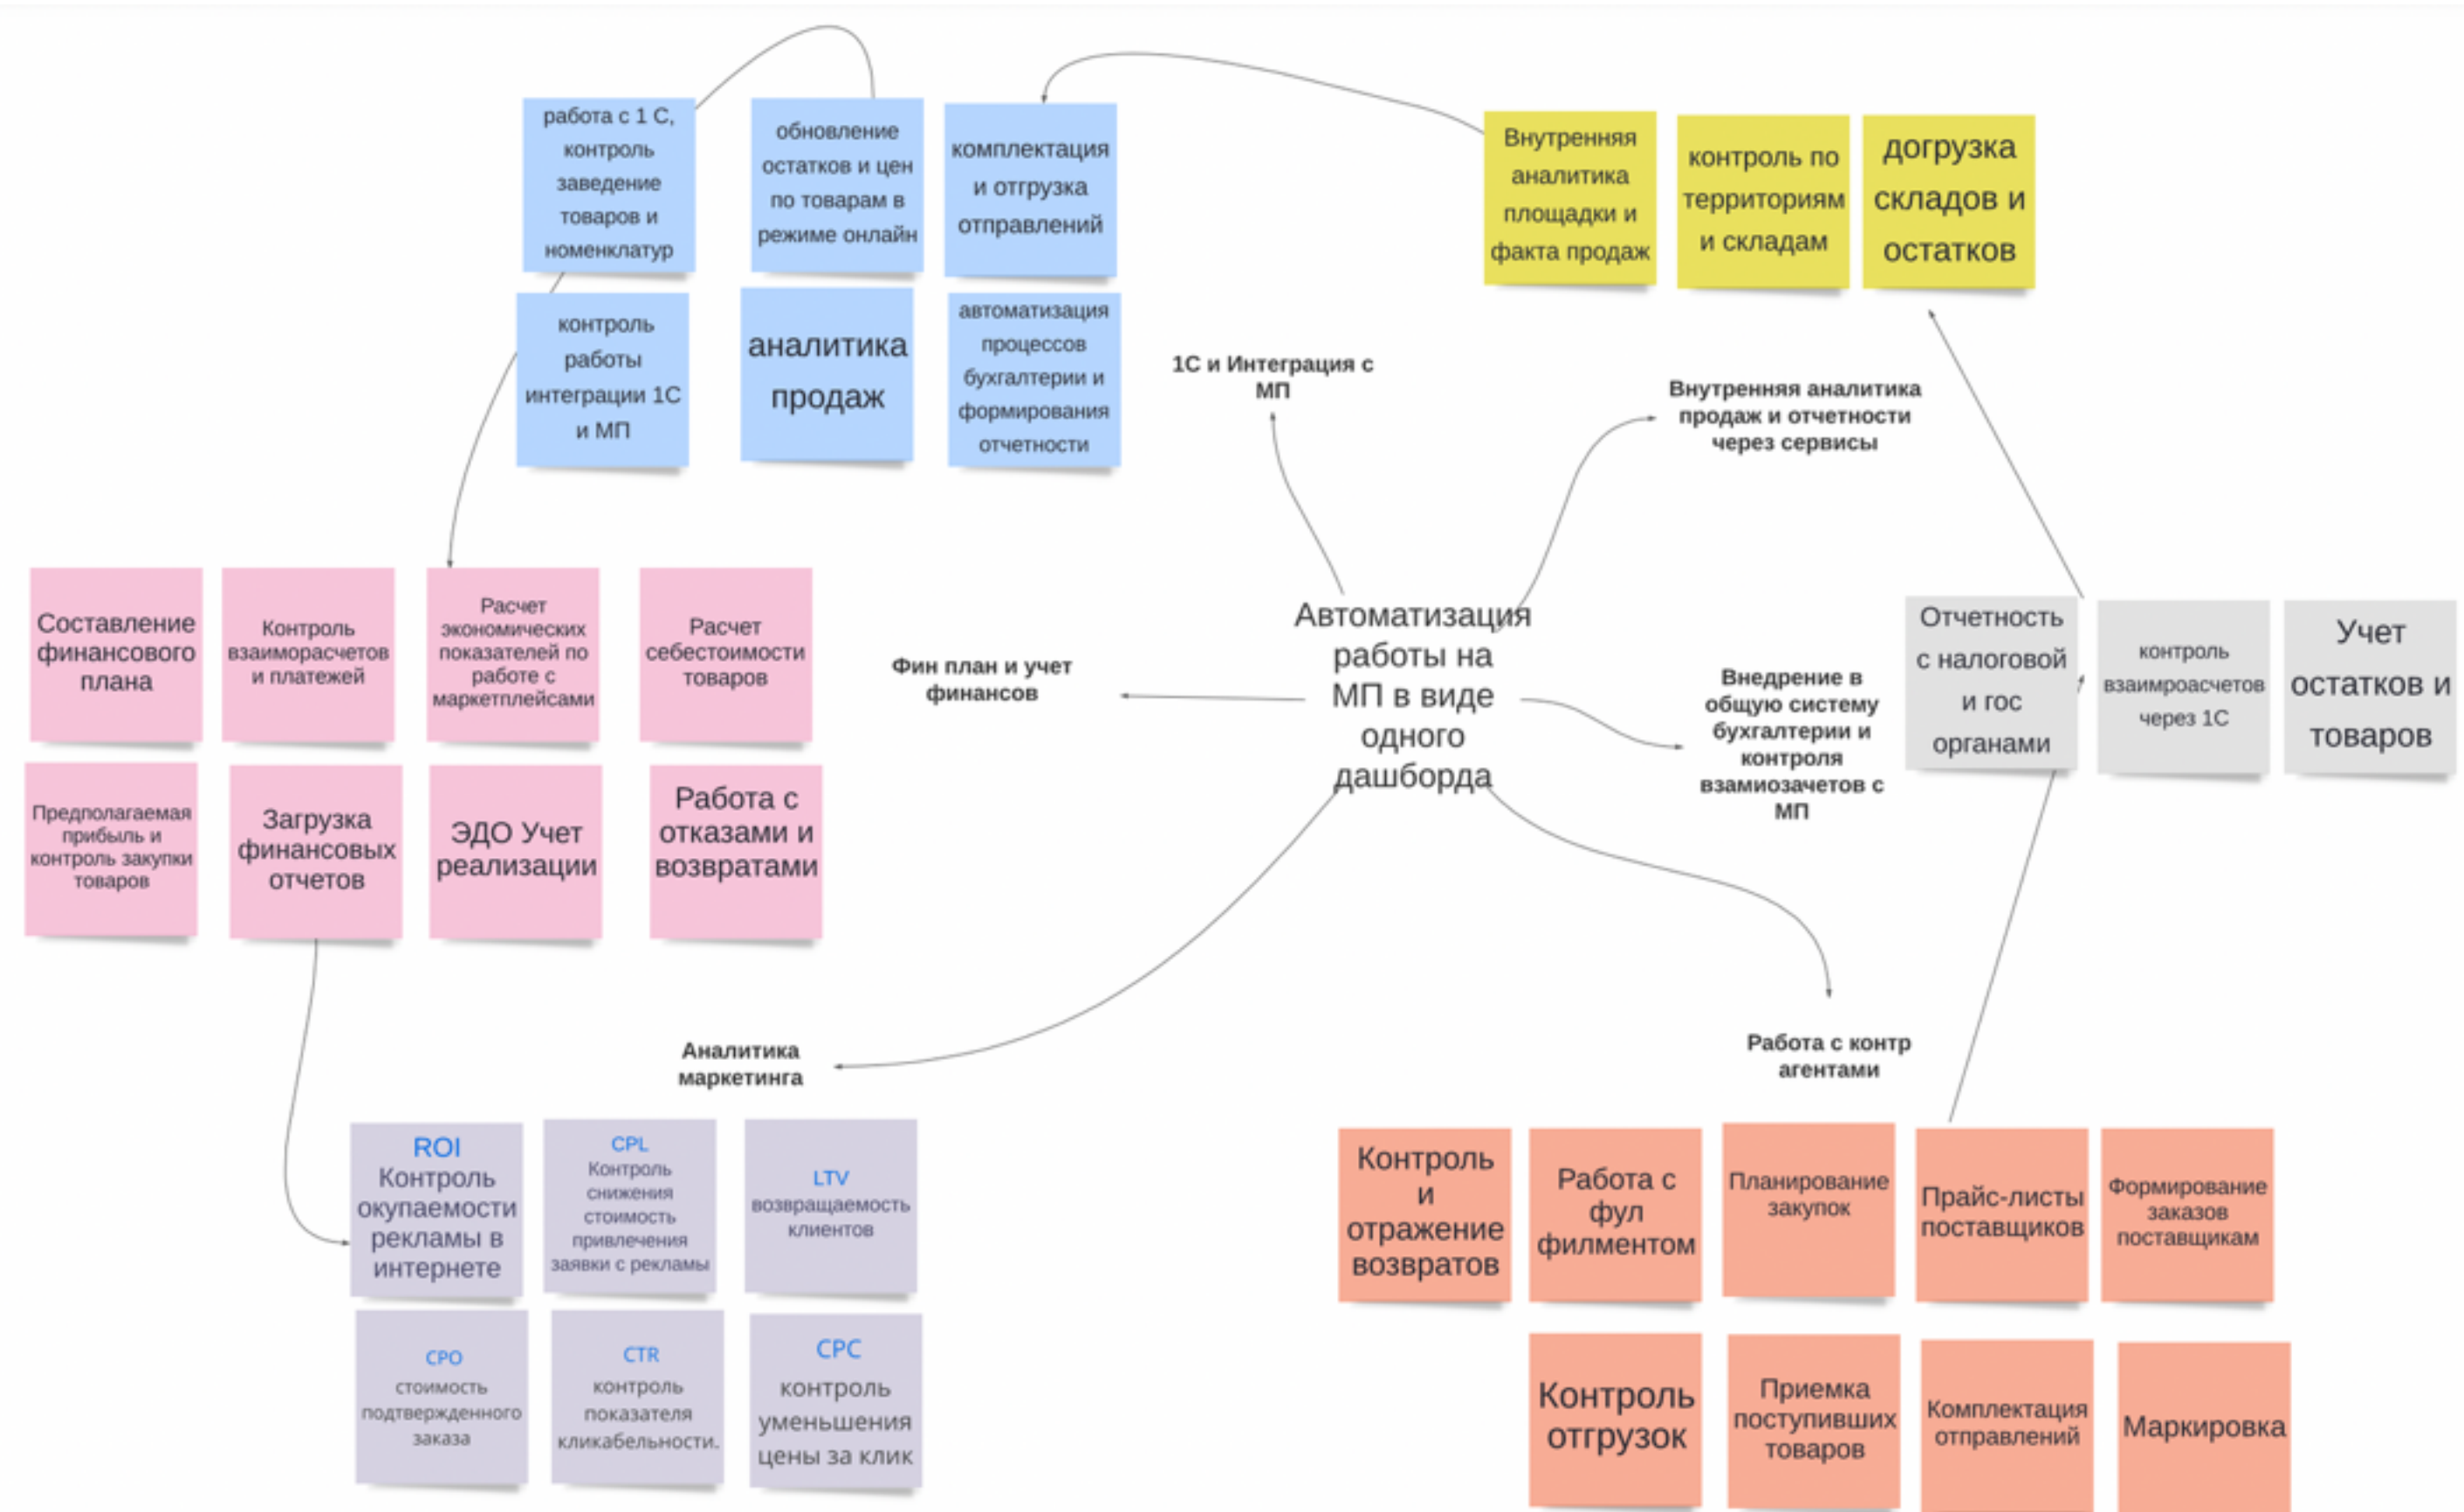 работа с 1 С,
контроль
заведение
товаров и
номенклатур
обновление
остатков и цен
по товарам в
режиме онлайн
комплектация
и отгрузка
отправлений
контроль
работы
интеграции 1С
и МП
аналитика
продаж
автоматизация
процессов
бухгалтерии и
формирования
отчетности
1С и Интеграция с
МП
Внутренняя
аналитика
площадки и
факта продаж
контроль по
территориям
и складам
догрузка
складов и
остатков
Внутренняя аналитика
продаж и отчетности
через сервисы
Составление
финансового
плана
Контроль
взаиморасчетов
и платежей
Расчет
экономических
показателей по
работе с
маркетплейсами
Расчет
себестоимости
товаров
Предполагаемая
прибыль и
контроль закупки
товаров
Загрузка
финансовых
отчетов
ЭДО Учет
реализации
Работа с
отказами и
возвратами
Фин план и учет
финансов
Автоматизация
работы на
МП в виде
одного
дашборда
Внедрение в
общую систему
бухгалтерии и
контроля
взамиозачетов с
МП
Отчетность
с налоговой
и гос
органами
контроль
взаимроасчетов
через 1С
Учет
остатков и
товаров
Аналитика
маркетинга
ROI
Контроль
окупаемости
рекламы в
интернете
CPL
Контроль
снижения
стоимость
привлечения
заявки с рекламы
LTV
возвращаемость
клиентов
CPO
стоимость
подтвержденного
заказа
CTR
контроль
показателя
кликабельности.
CPC
контроль
уменьшения
цены за клик
Работа с контр
агентами
Контроль
и
отражение
возвратов
Работа с
фул
филментом
Планирование
закупок
Прайс-листы
поставщиков
Формирование
заказов
поставщикам
Контроль
отгрузок
Приемка
поступивших
товаров
Комплектация
отправлений
Маркировка